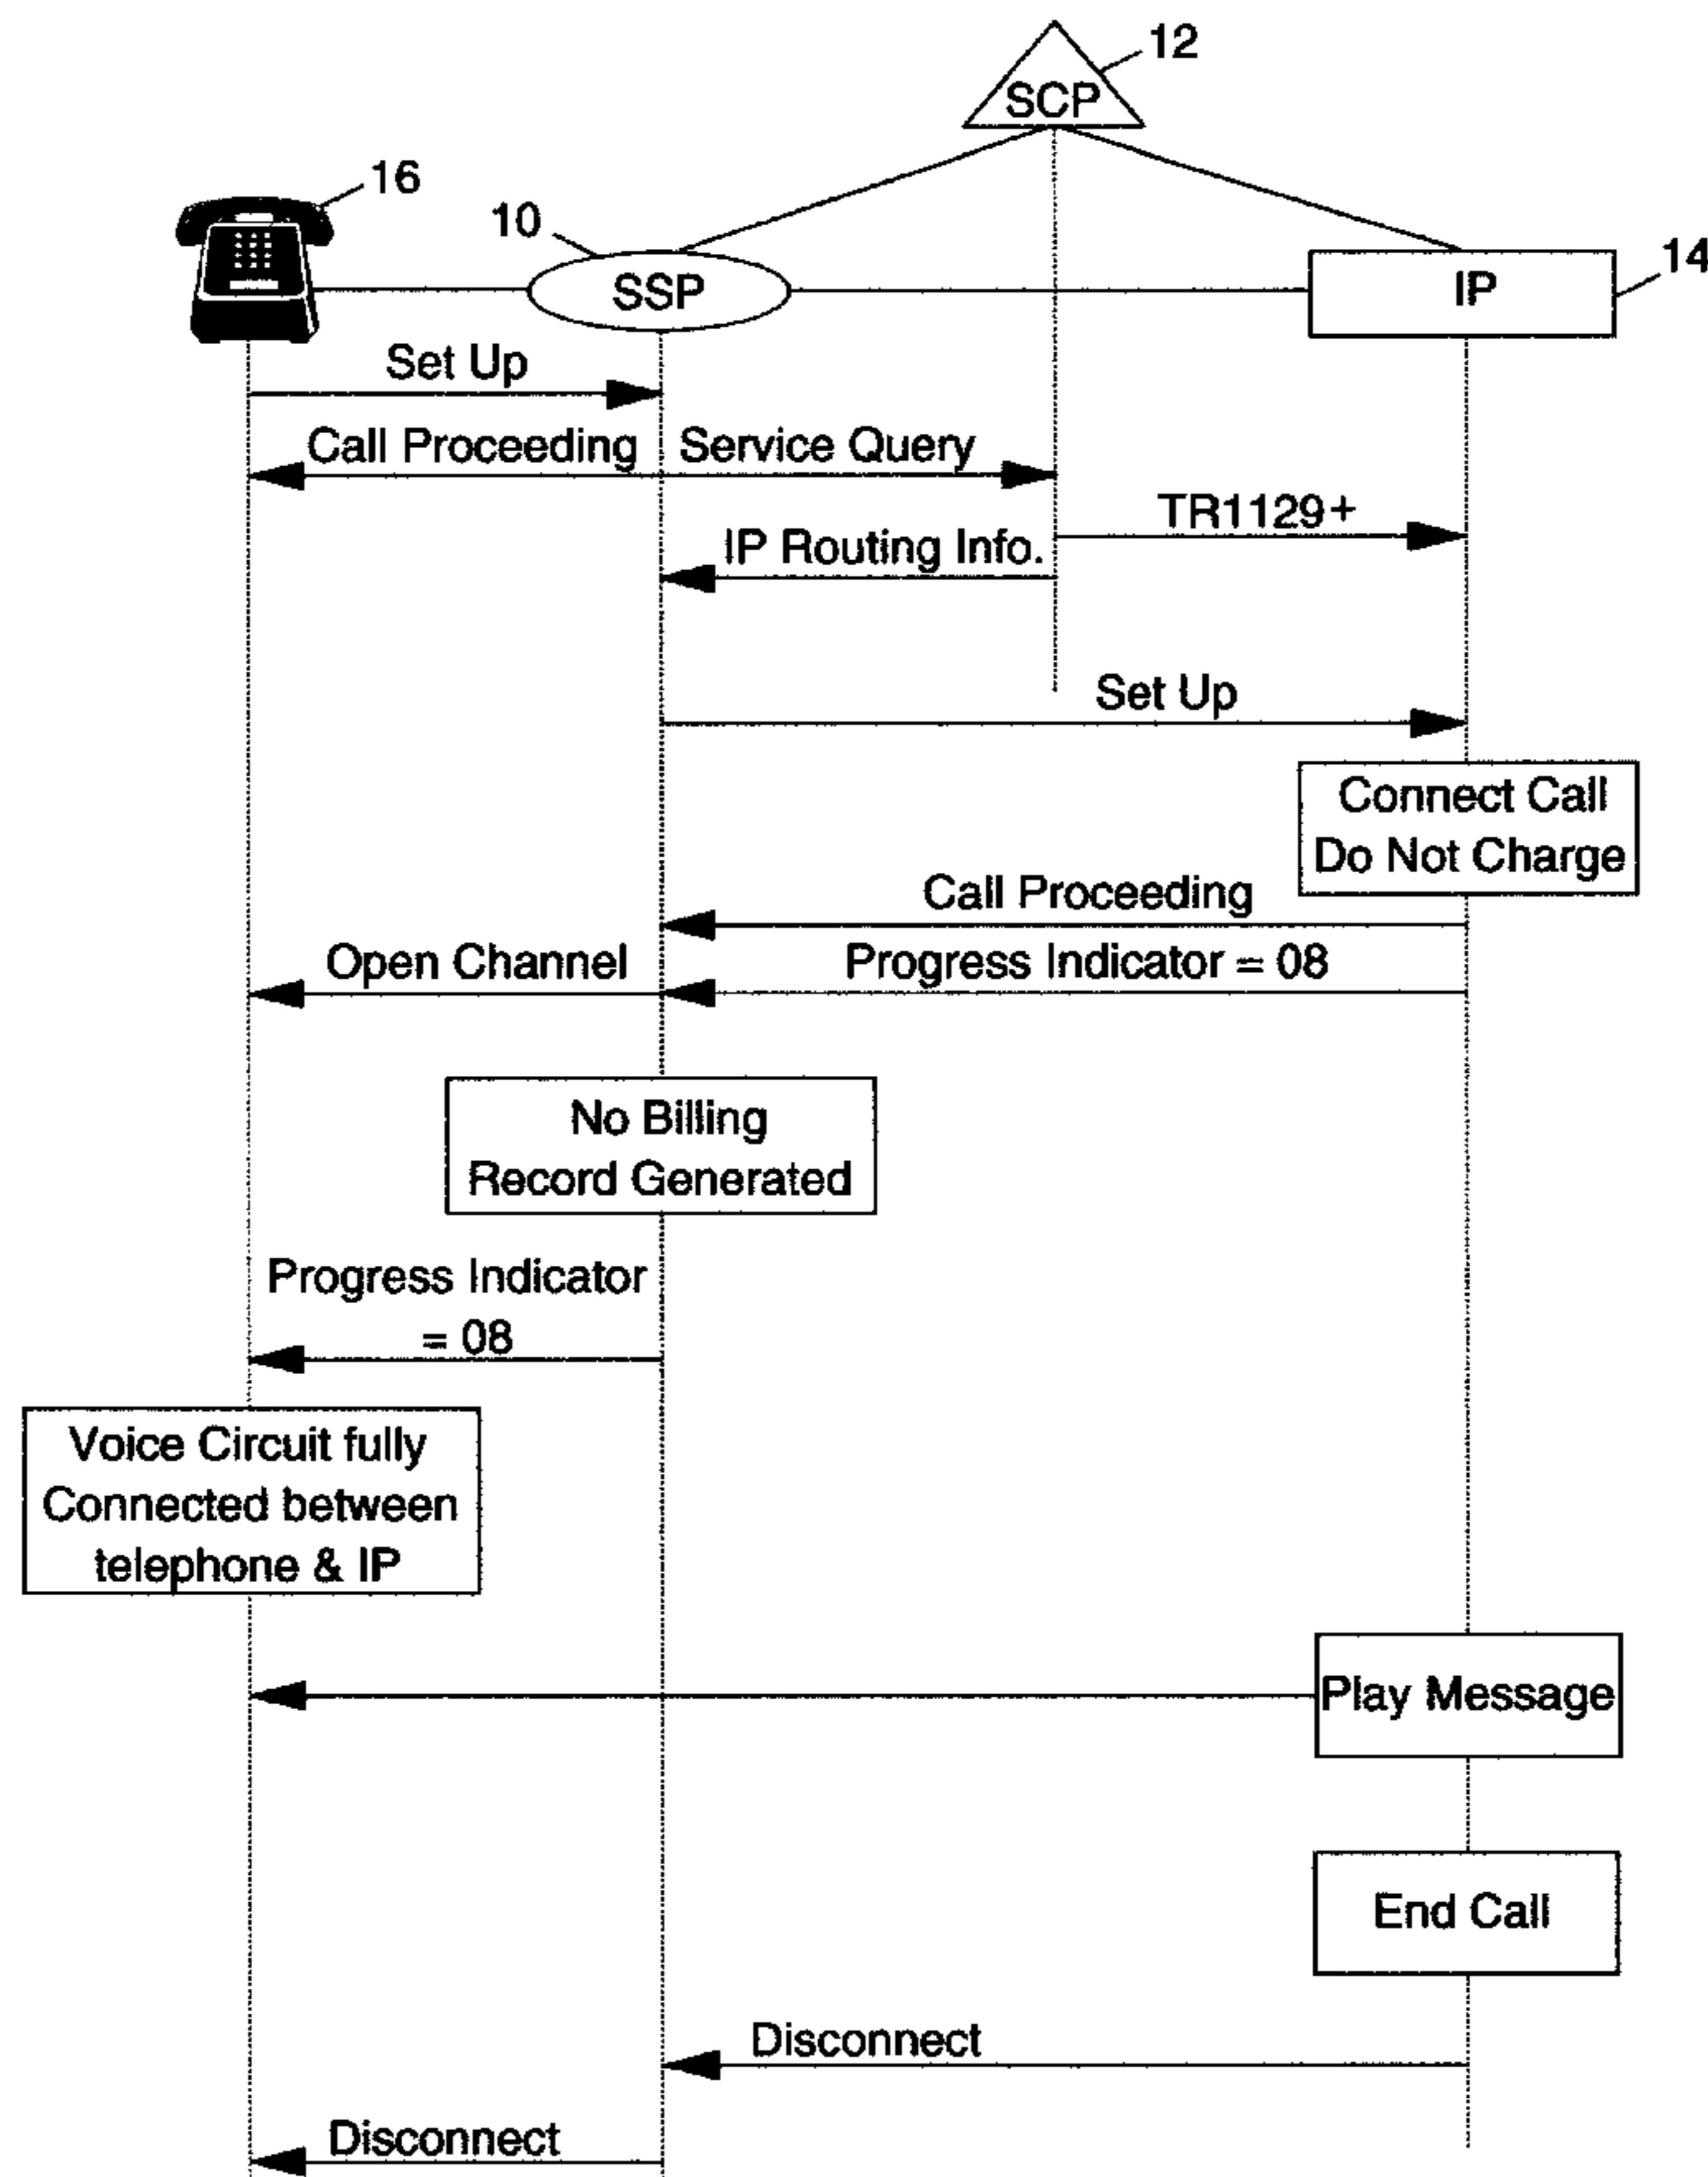 12
SCP
16
10
SSP
IP
14
Set Up
Call Proceeding
Service Query
TR1129+
IP Routing Info.
Set Up
Connect Call
Do Not Charge
Call Proceeding
Open Channel
Progress Indicator = 08
No Billing
Record Generated
Progress Indicator
= 08
Voice Circuit fully
Connected between
telephone & IP
Play Message
End Call
Disconnect
Disconnect